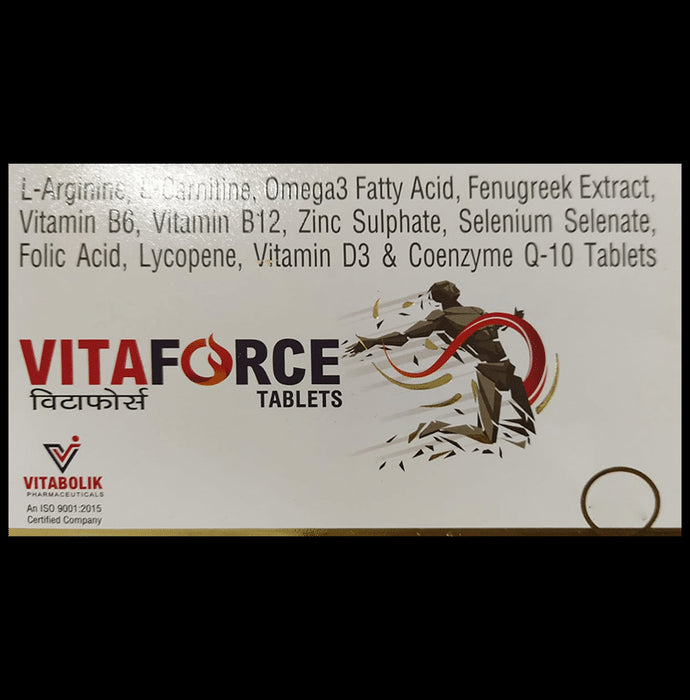 L-Arginine, L-Carnitine, Omega3 Fatty Acid, Fenugreek Extract,
Vitamin B6, Vitamin B12, Zinc Sulphate, Selenium Selenate,
Folic Acid, Lycopene, Vitamin D3 & Coenzyme Q-10 Tablets
VITAFORCE
विटाफोर्स TABLETS
VITABOLIK
PHARMACEUTICALS
An ISO 9001:2015
Certified Company